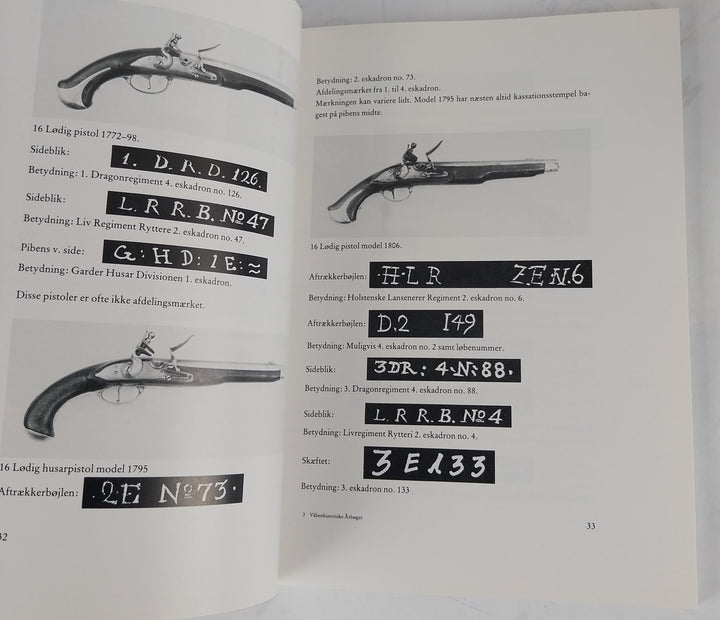 16 Lødig pistol 1772–98.
Sideblik:
1. D. R. D. 126.
Betydning: 1. Dragonregiment 4. eskadron no. 126.
Sideblik:
L. R R. B. No 47
Betydning: Liv Regiment Ryttere 2. eskadron no. 47.
Pibens v. side:
G: H D: 1 E: ≈
Betydning: Garder Husar Divisionen 1. eskadron.
Disse pistoler er ofte ikke afdelingsmærket.
16 Lødig husarpistol model 1795
Aftrækkerbøjlen:
·2·E No 73·
32
Betydning: 2. eskadron no. 73.
Afdelingsmærket fra 1. til 4. eskadron.
Mærkningen kan variere lidt. Model 1795 har næsten altid kassationsstempel ba-
gest på pibens midte.
16 Lødig pistol model 1806.
Aftrækkerbøjlen:
·H·L R 2E N.6
Betydning: Holstenske Lansenerer Regiment 2. eskadron no. 6.
Aftrækkerbøjlen:
D.2 149
Betydning: Muligvis 4. eskadron no. 2 samt løbenummer.
Sideblik:
3DR: 4·N:88·
Betydning: 3. Dragonregiment 4. eskadron no. 88.
Sideblik:
L R R. B. No 4
Betydning: Livregiment Rytteri 2. eskadron no. 4.
Skæftet:
3 E 133
Betydning: 3. eskadron no. 133
3 Våbenhistoriske Årbøger
33